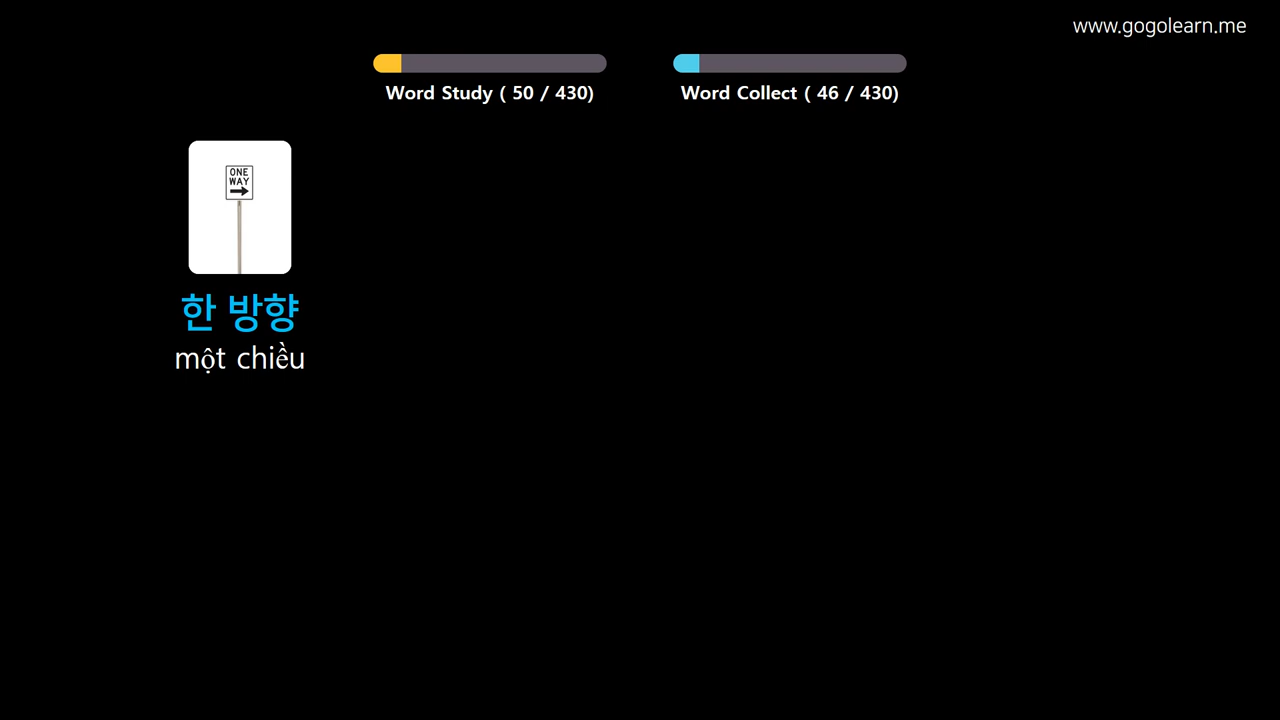 www.gogolearn.me
Word Study ( 50 / 430)
Word Collect ( 46 / 430)
ONE
WAY
한 방향
một chiều